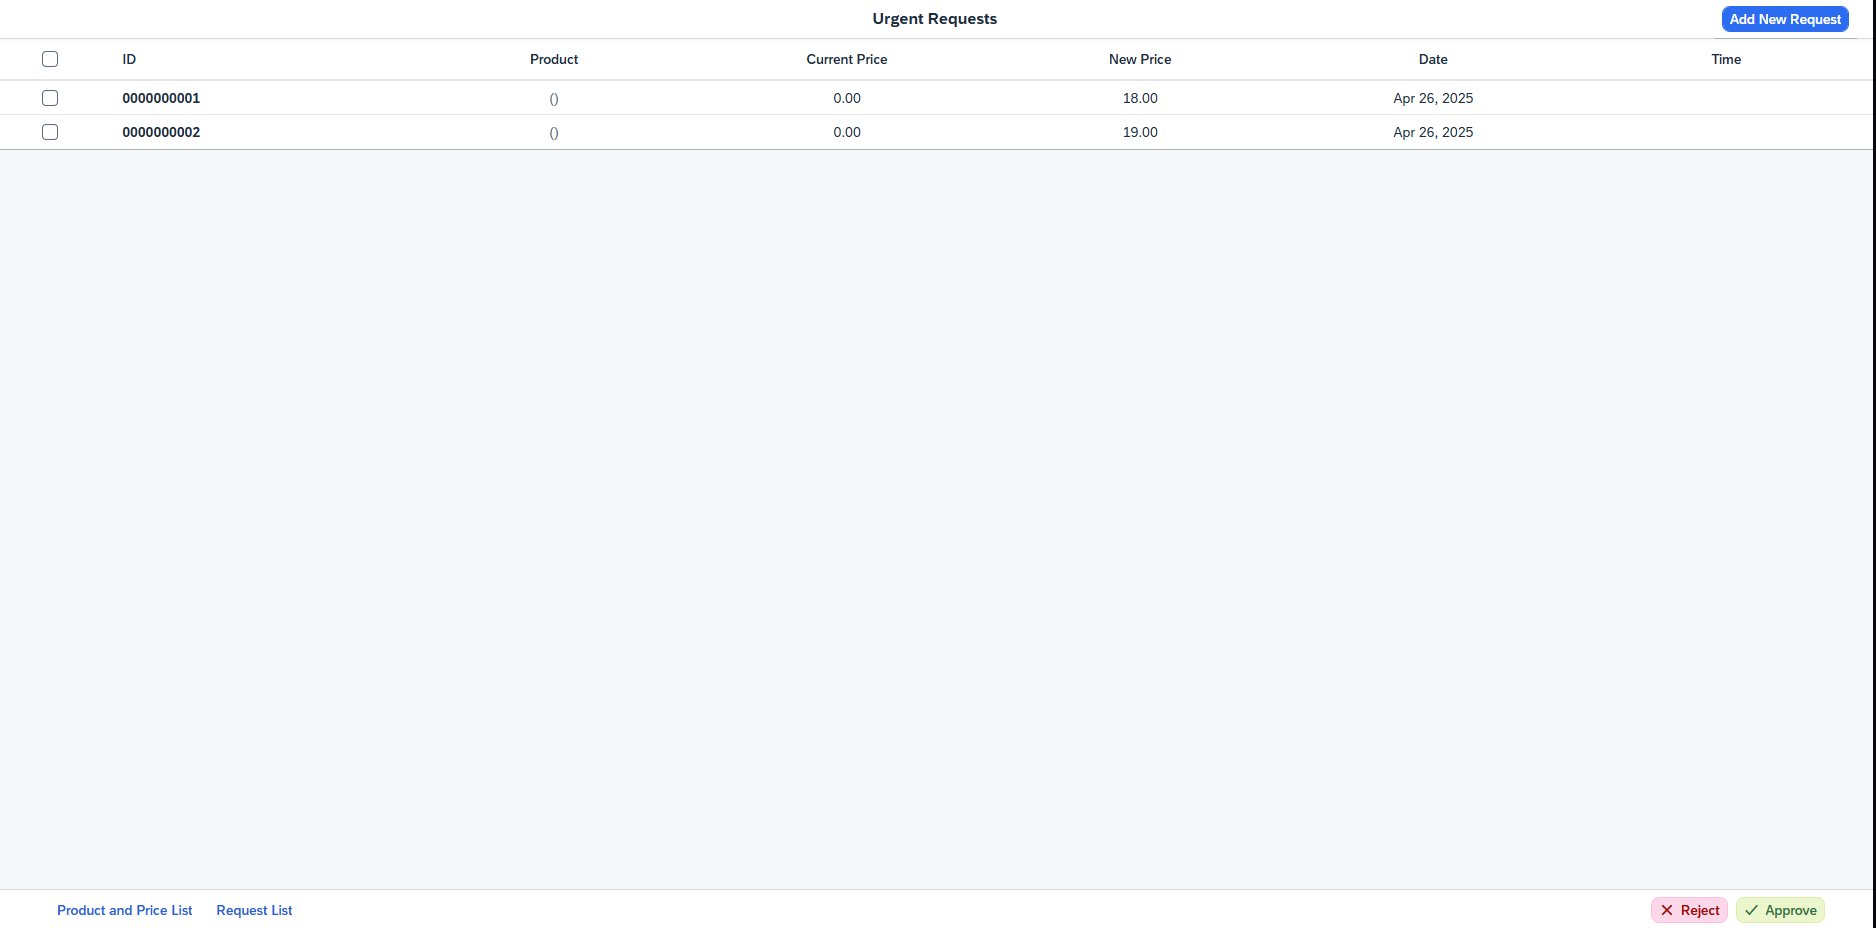 Urgent Requests
Add New Request
ID Product Current Price New Price Date Time
0000000001 () 0.00 18.00 Apr 26, 2025
0000000002 () 0.00 19.00 Apr 26, 2025
Product and Price List Request List Reject Approve